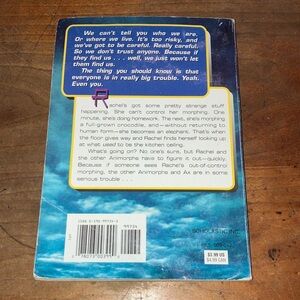 We can't tell you who we are.
Or where we live. It's too risky, and
we've got to be careful. Really careful.
So we don't trust anyone. Because if
they find us . . . well, we just won't let
them find us.
The thing you should know is that
everyone is in really big trouble. Yeah.
Even you.
Rachel's got some pretty strange stuff
happening. She can't control her morphing. One
minute, she's doing homework. The next, she's morphing
a full-grown crocodile, and — without returning to
human form — she becomes an elephant. That's when the
floor gives way and Rachel finds herself looking up
at what used to be the kitchen ceiling.
What's going on? No one's sure, but Rachel and
the other Animorphs have to figure it out — quickly.
Because if someone sees Rachel's out-of-control
morphing, the other Animorphs and Ax are in some
serious trouble . . .
SCHOLASTIC INC.
$3.99 US
$4.99 CAN